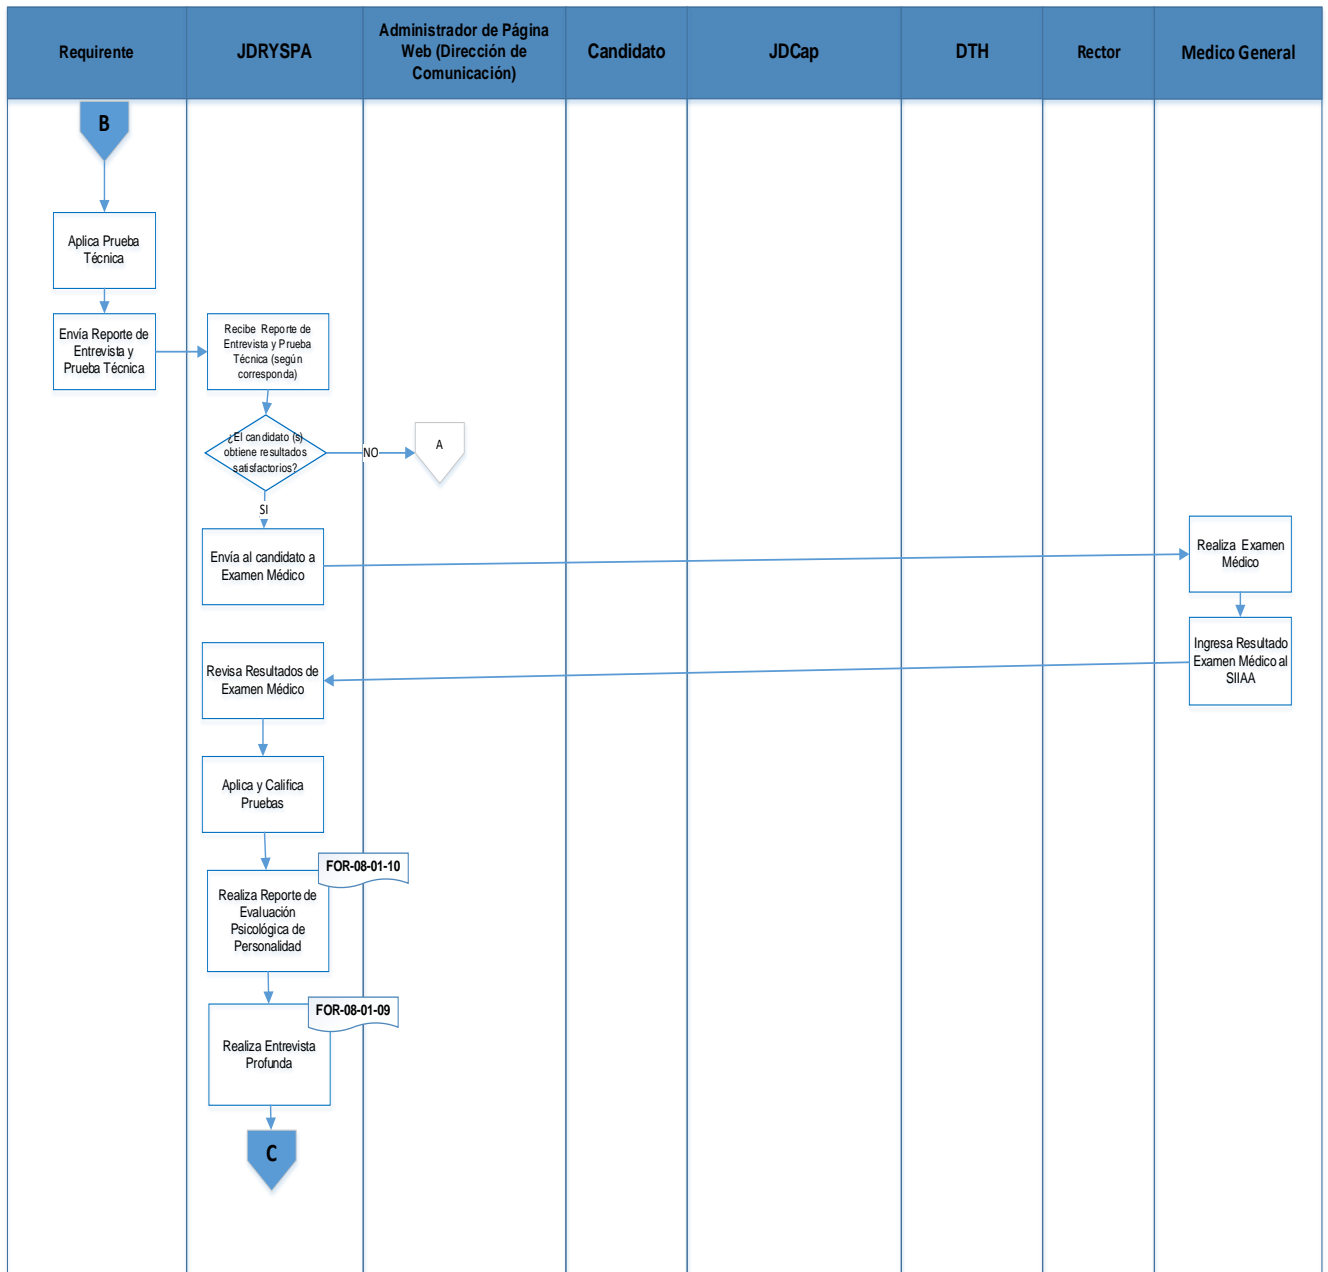 Requirente
JDRYSPA
Administrador de Página
Web (Dirección de
Comunicación)
Candidato
JDCap
DTH
Rector
Medico General
B
Aplica Prueba
Técnica
Envía Reporte de
Entrevista y
Prueba Técnica
Recibe Reporte de
Entrevista y Prueba
Técnica (según
corresponda)
¿El candidato (s)
obtiene resultados
satisfactorios?
NO
A
SI
Envía al candidato a
Examen Médico
Realiza Examen
Médico
Ingresa Resultado
Examen Médico al
SIIAA
Revisa Resultados de
Examen Médico
Aplica y Califica
Pruebas
FOR-08-01-10
Realiza Reporte de
Evaluación
Psicológica de
Personalidad
FOR-08-01-09
Realiza Entrevista
Profunda
C